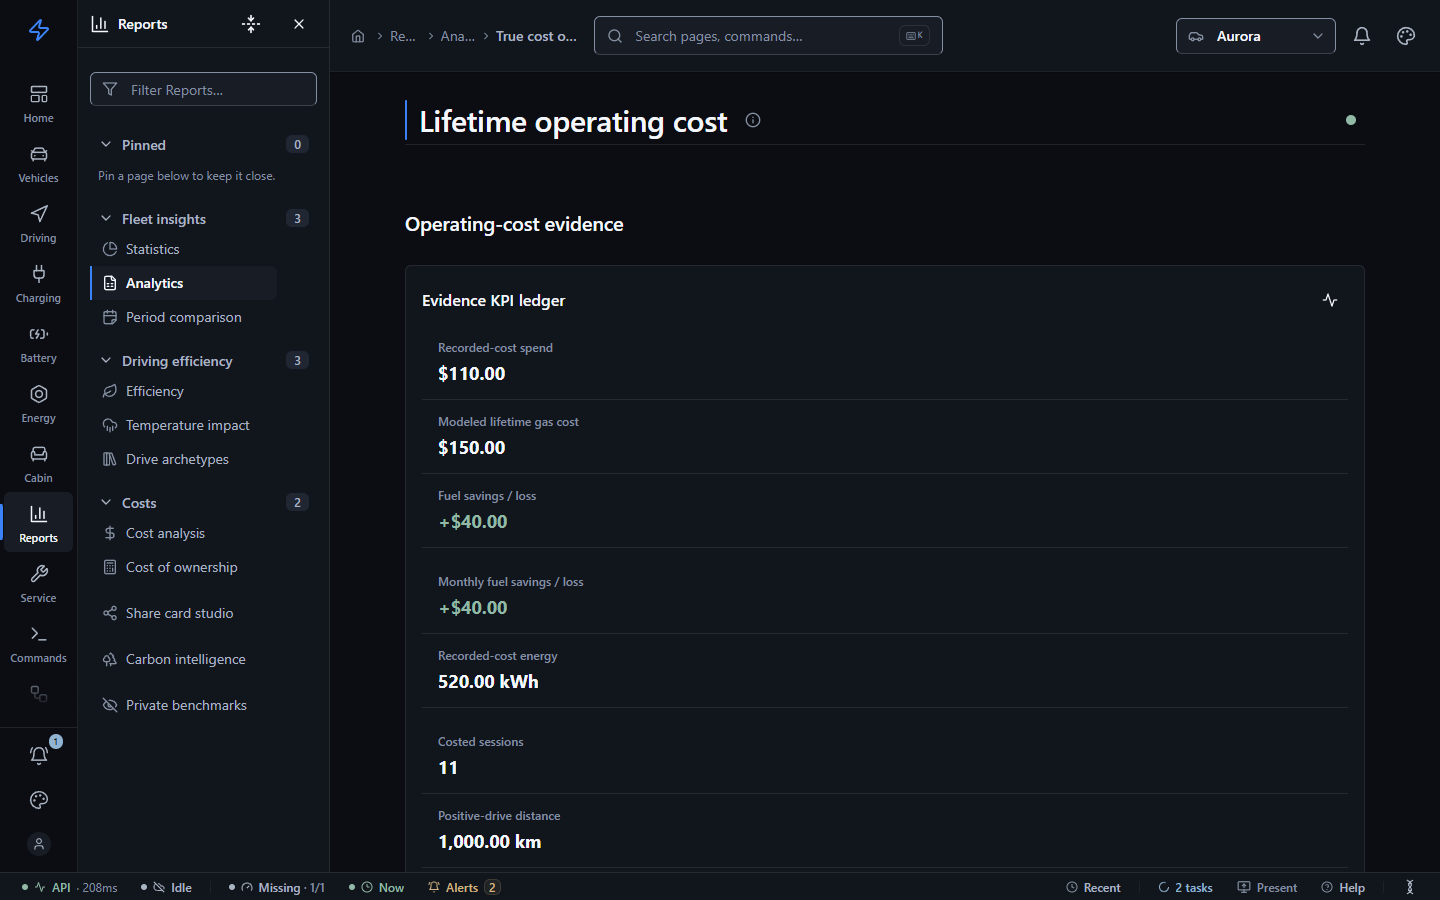 Reports
Re...
Ana...
True cost o...
Search pages, commands...
K
Aurora
Home
Vehicles
Driving
Charging
Battery
Energy
Cabin
Reports
Service
Commands
1
Filter Reports...
Pinned
0
Pin a page below to keep it close.
Fleet insights
3
Statistics
Analytics
Period comparison
Driving efficiency
3
Efficiency
Temperature impact
Drive archetypes
Costs
2
Cost analysis
Cost of ownership
Share card studio
Carbon intelligence
Private benchmarks
Lifetime operating cost
Operating-cost evidence
Evidence KPI ledger
Recorded-cost spend
$110.00
Modeled lifetime gas cost
$150.00
Fuel savings / loss
+$40.00
Monthly fuel savings / loss
+$40.00
Recorded-cost energy
520.00 kWh
Costed sessions
11
Positive-drive distance
1,000.00 km
API · 208ms
Idle
Missing · 1/1
Now
Alerts 2
Recent
2 tasks
Present
Help